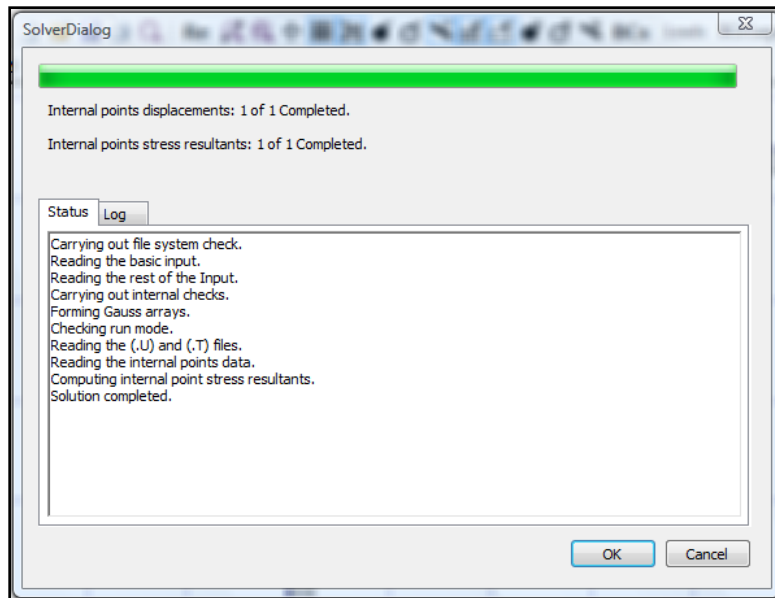 SolverDialog
Internal points displacements: 1 of 1 Completed.
Internal points stress resultants: 1 of 1 Completed.
Status Log
Carrying out file system check.
Reading the basic input.
Reading the rest of the Input.
Carrying out internal checks.
Forming Gauss arrays.
Checking run mode.
Reading the (.U) and (.T) files.
Reading the internal points data.
Computing internal point stress resultants.
Solution completed.
OK Cancel